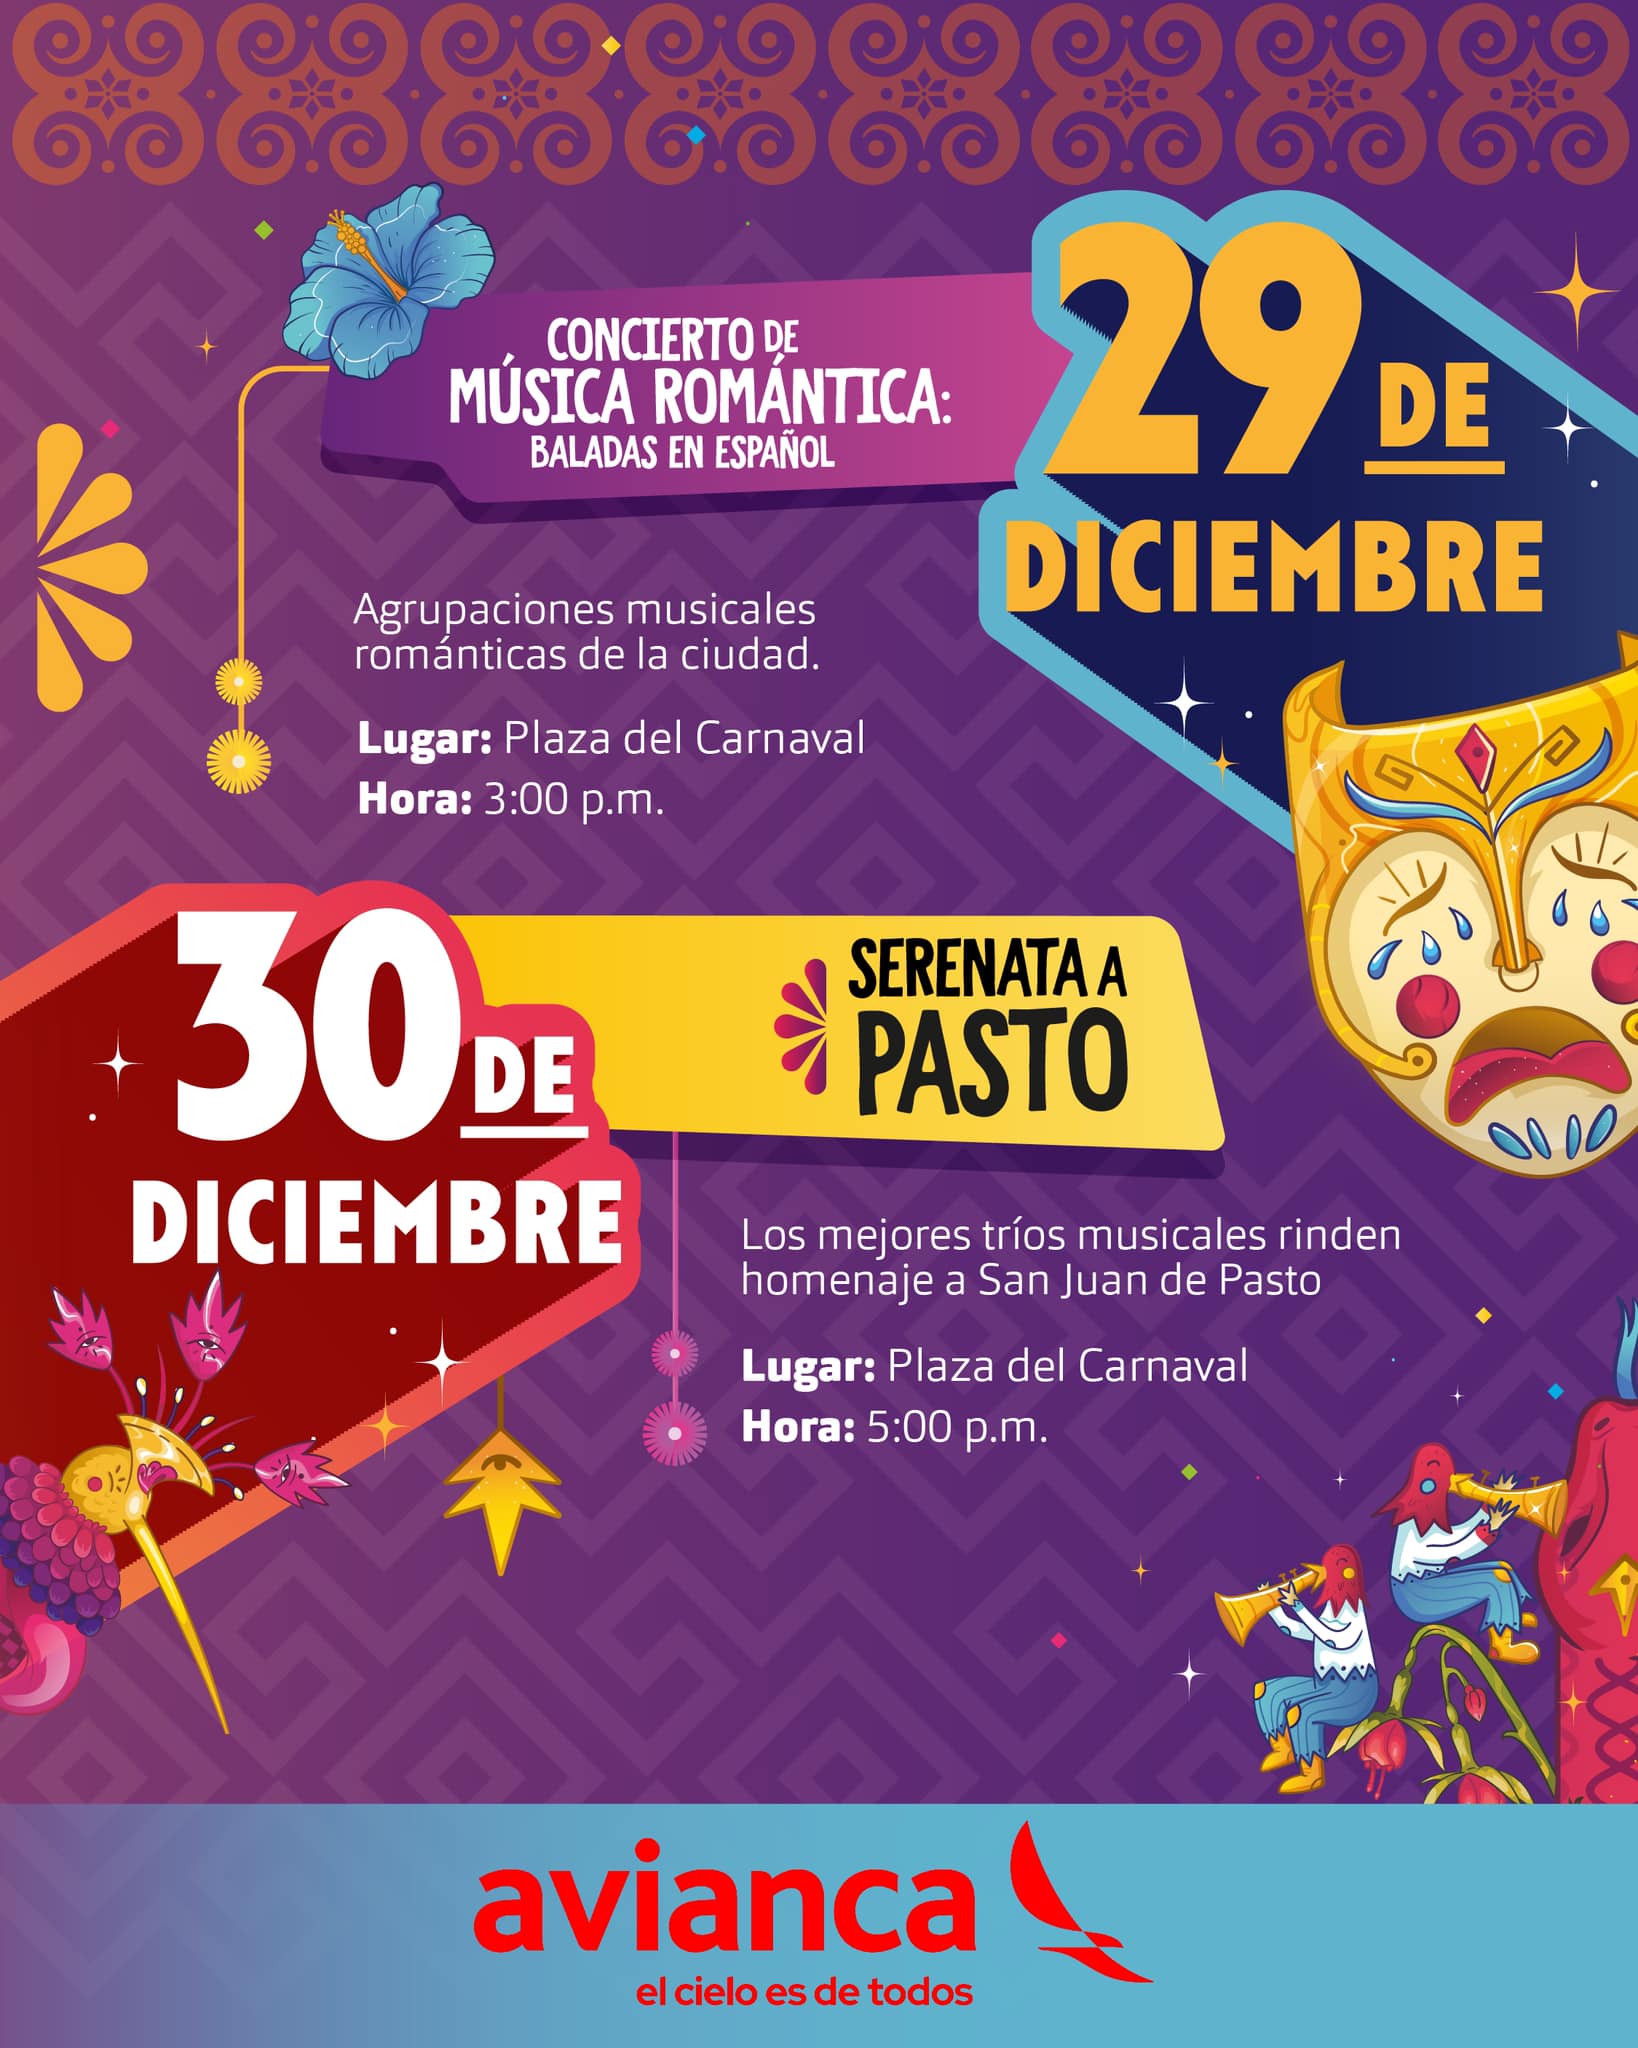 CONCIERTO DE
MÚSICA ROMÁNTICA:
BALADAS EN ESPAÑOL
29 DE
DICIEMBRE
Agrupaciones musicales
románticas de la ciudad.
Lugar: Plaza del Carnaval
Hora: 3:00 p.m.
30 DE
DICIEMBRE
SERENATA A
PASTO
Los mejores tríos musicales rinden
homenaje a San Juan de Pasto
Lugar: Plaza del Carnaval
Hora: 5:00 p.m.
avianca
el cielo es de todos